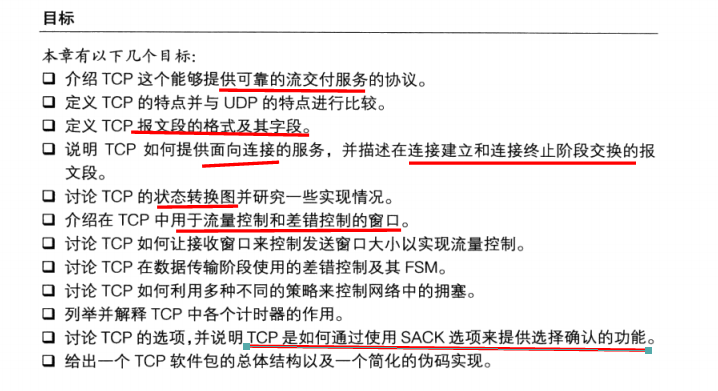 目标
本章有以下几个目标：
❑ 介绍 TCP 这个能够提供可靠的流交付服务的协议。
❑ 定义 TCP 的特点并与 UDP 的特点进行比较。
❑ 定义 TCP 报文段的格式及其字段。
❑ 说明 TCP 如何提供面向连接的服务，并描述在连接建立和连接终止阶段交换的报
文段。
❑ 讨论 TCP 的状态转换图并研究一些实现情况。
❑ 介绍在 TCP 中用于流量控制和差错控制的窗口。
❑ 讨论 TCP 如何让接收窗口来控制发送窗口大小以实现流量控制。
❑ 讨论 TCP 在数据传输阶段使用的差错控制及其 FSM。
❑ 讨论 TCP 如何利用多种不同的策略来控制网络中的拥塞。
❑ 列举并解释 TCP 中各个计时器的作用。
❑ 讨论 TCP 的选项，并说明 TCP 是如何通过使用 SACK 选项来提供选择确认的功能。
❑ 给出一个 TCP 软件包的总体结构以及一个简化的伪码实现。